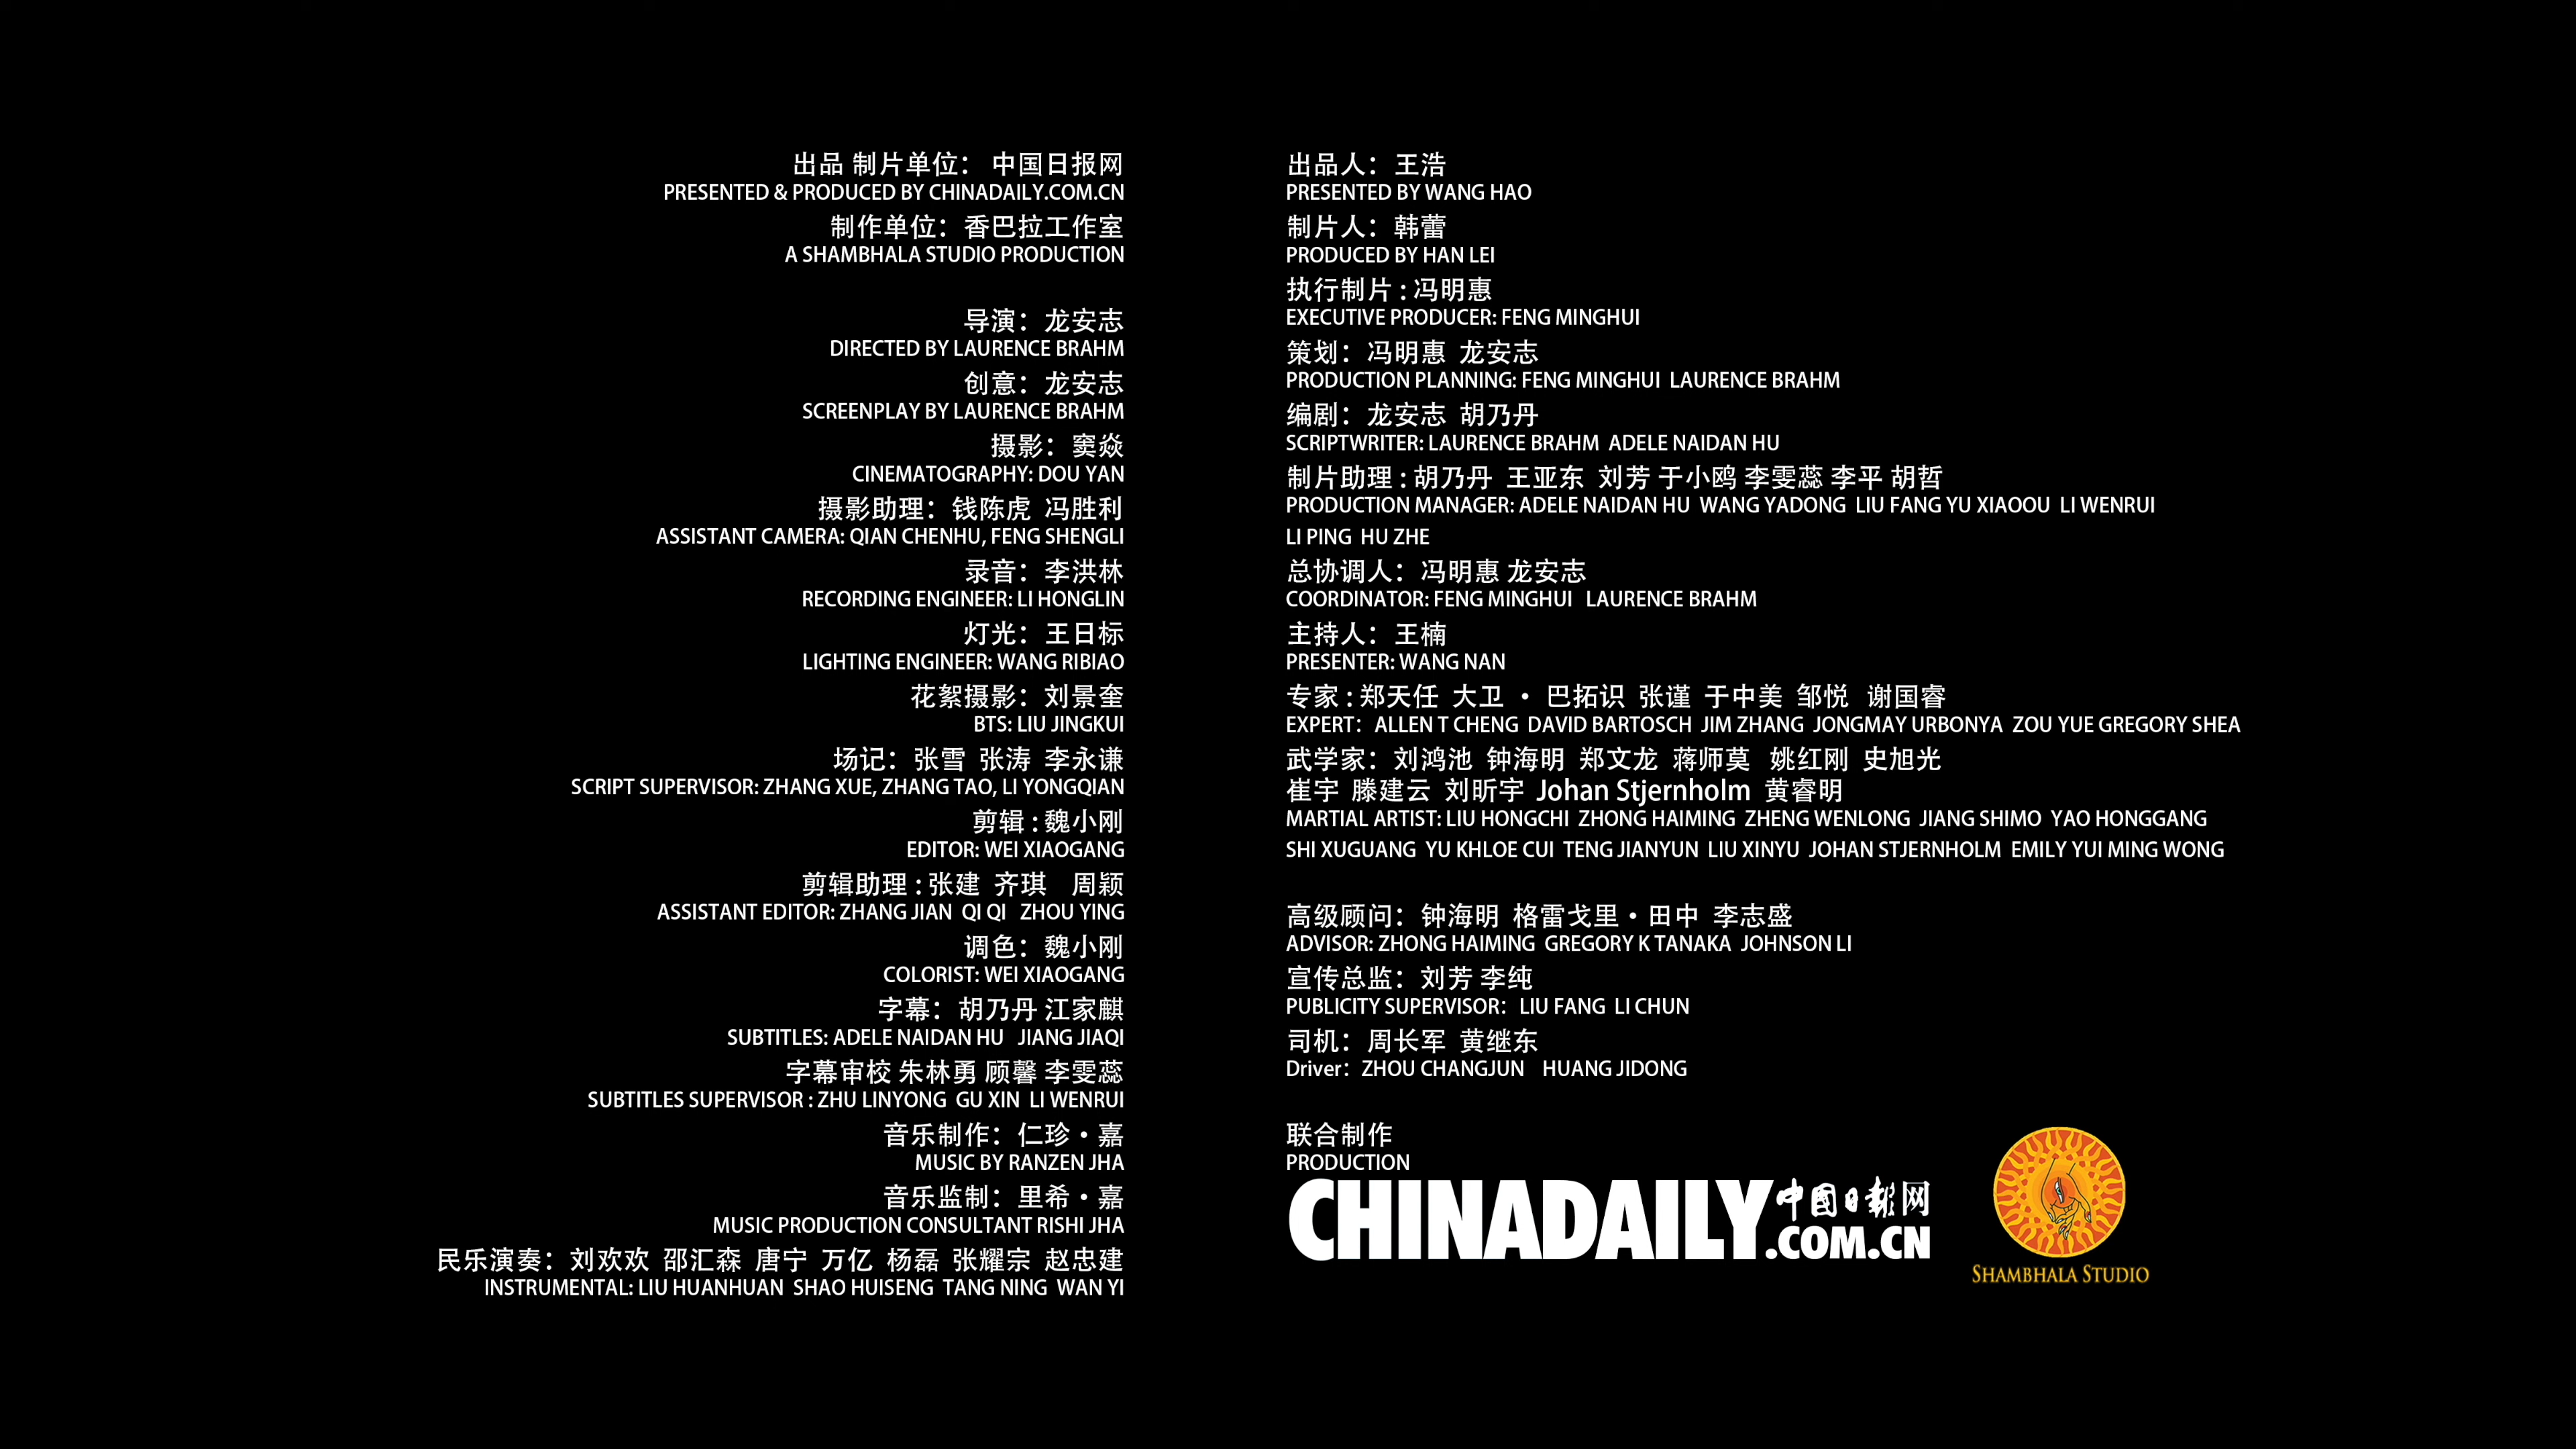 出品 制片单位： 中国日报网
PRESENTED & PRODUCED BY CHINADAILY.COM.CN
制作单位：香巴拉工作室
A SHAMBHALA STUDIO PRODUCTION
导演：龙安志
DIRECTED BY LAURENCE BRAHM
创意：龙安志
SCREENPLAY BY LAURENCE BRAHM
摄影：窦焱
CINEMATOGRAPHY: DOU YAN
摄影助理：钱陈虎 冯胜利
ASSISTANT CAMERA: QIAN CHENHU, FENG SHENGLI
录音：李洪林
RECORDING ENGINEER: LI HONGLIN
灯光：王日标
LIGHTING ENGINEER: WANG RIBIAO
花絮摄影：刘景奎
BTS: LIU JINGKUI
场记：张雪 张涛 李永谦
SCRIPT SUPERVISOR: ZHANG XUE, ZHANG TAO, LI YONGQIAN
剪辑 : 魏小刚
EDITOR: WEI XIAOGANG
剪辑助理 : 张建 齐琪 周颖
ASSISTANT EDITOR: ZHANG JIAN QI QI ZHOU YING
调色：魏小刚
COLORIST: WEI XIAOGANG
字幕：胡乃丹 江家麒
SUBTITLES: ADELE NAIDAN HU JIANG JIAQI
字幕审校 朱林勇 顾馨 李雯蕊
SUBTITLES SUPERVISOR : ZHU LINYONG GU XIN LI WENRUI
音乐制作：仁珍·嘉
MUSIC BY RANZEN JHA
音乐监制：里希·嘉
MUSIC PRODUCTION CONSULTANT RISHI JHA
民乐演奏：刘欢欢 邵汇森 唐宁 万亿 杨磊 张耀宗 赵忠建
INSTRUMENTAL: LIU HUANHUAN SHAO HUISENG TANG NING WAN YI
出品人：王浩
PRESENTED BY WANG HAO
制片人：韩蕾
PRODUCED BY HAN LEI
执行制片 : 冯明惠
EXECUTIVE PRODUCER: FENG MINGHUI
策划：冯明惠 龙安志
PRODUCTION PLANNING: FENG MINGHUI LAURENCE BRAHM
编剧：龙安志 胡乃丹
SCRIPTWRITER: LAURENCE BRAHM ADELE NAIDAN HU
制片助理 : 胡乃丹 王亚东 刘芳 于小鸥 李雯蕊 李平 胡哲
PRODUCTION MANAGER: ADELE NAIDAN HU WANG YADONG LIU FANG YU XIAOOU LI WENRUI
LI PING HU ZHE
总协调人：冯明惠 龙安志
COORDINATOR: FENG MINGHUI LAURENCE BRAHM
主持人：王楠
PRESENTER: WANG NAN
专家 : 郑天任 大卫 · 巴拓识 张谨 于中美 邹悦 谢国睿
EXPERT：ALLEN T CHENG DAVID BARTOSCH JIM ZHANG JONGMAY URBONYA ZOU YUE GREGORY SHEA
武学家：刘鸿池 钟海明 郑文龙 蒋师莫 姚红刚 史旭光
崔宇 滕建云 刘昕宇 Johan Stjernholm 黄睿明
MARTIAL ARTIST: LIU HONGCHI ZHONG HAIMING ZHENG WENLONG JIANG SHIMO YAO HONGGANG
SHI XUGUANG YU KHLOE CUI TENG JIANYUN LIU XINYU JOHAN STJERNHOLM EMILY YUI MING WONG
高级顾问：钟海明 格雷戈里·田中 李志盛
ADVISOR: ZHONG HAIMING GREGORY K TANAKA JOHNSON LI
宣传总监：刘芳 李纯
PUBLICITY SUPERVISOR：LIU FANG LI CHUN
司机：周长军 黄继东
Driver：ZHOU CHANGJUN HUANG JIDONG
联合制作
PRODUCTION
CHINADAILY 中國日報网
.COM.CN
SHAMBHALA STUDIO